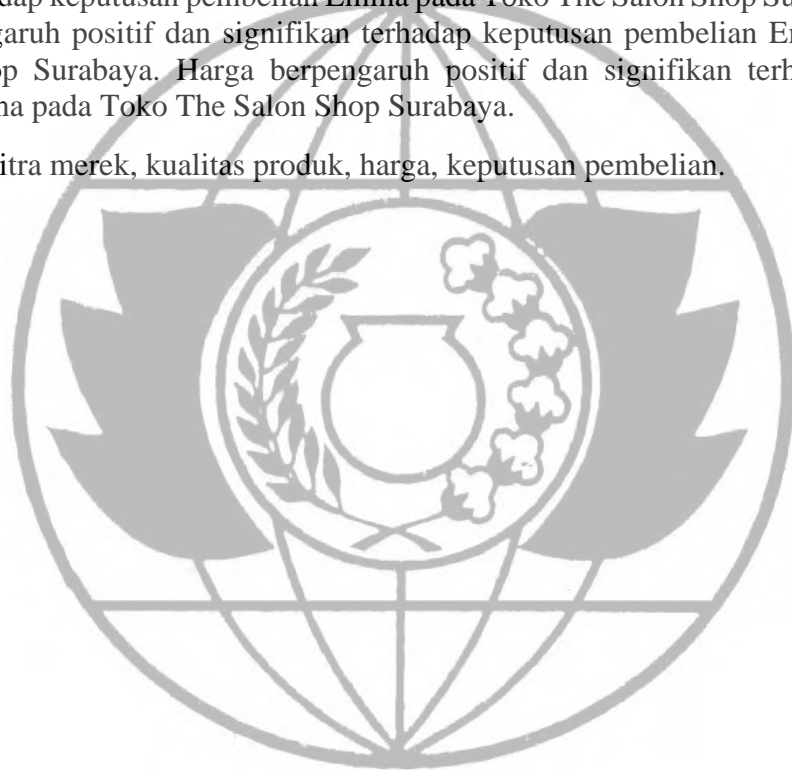 dap keputusan pembelian Emina pada Toko The Salon Shop Su
garuh positif dan signifikan terhadap keputusan pembelian E
op Surabaya. Harga berpengaruh positif dan signifikan terh
na pada Toko The Salon Shop Surabaya.
itra merek, kualitas produk, harga, keputusan pembelian.